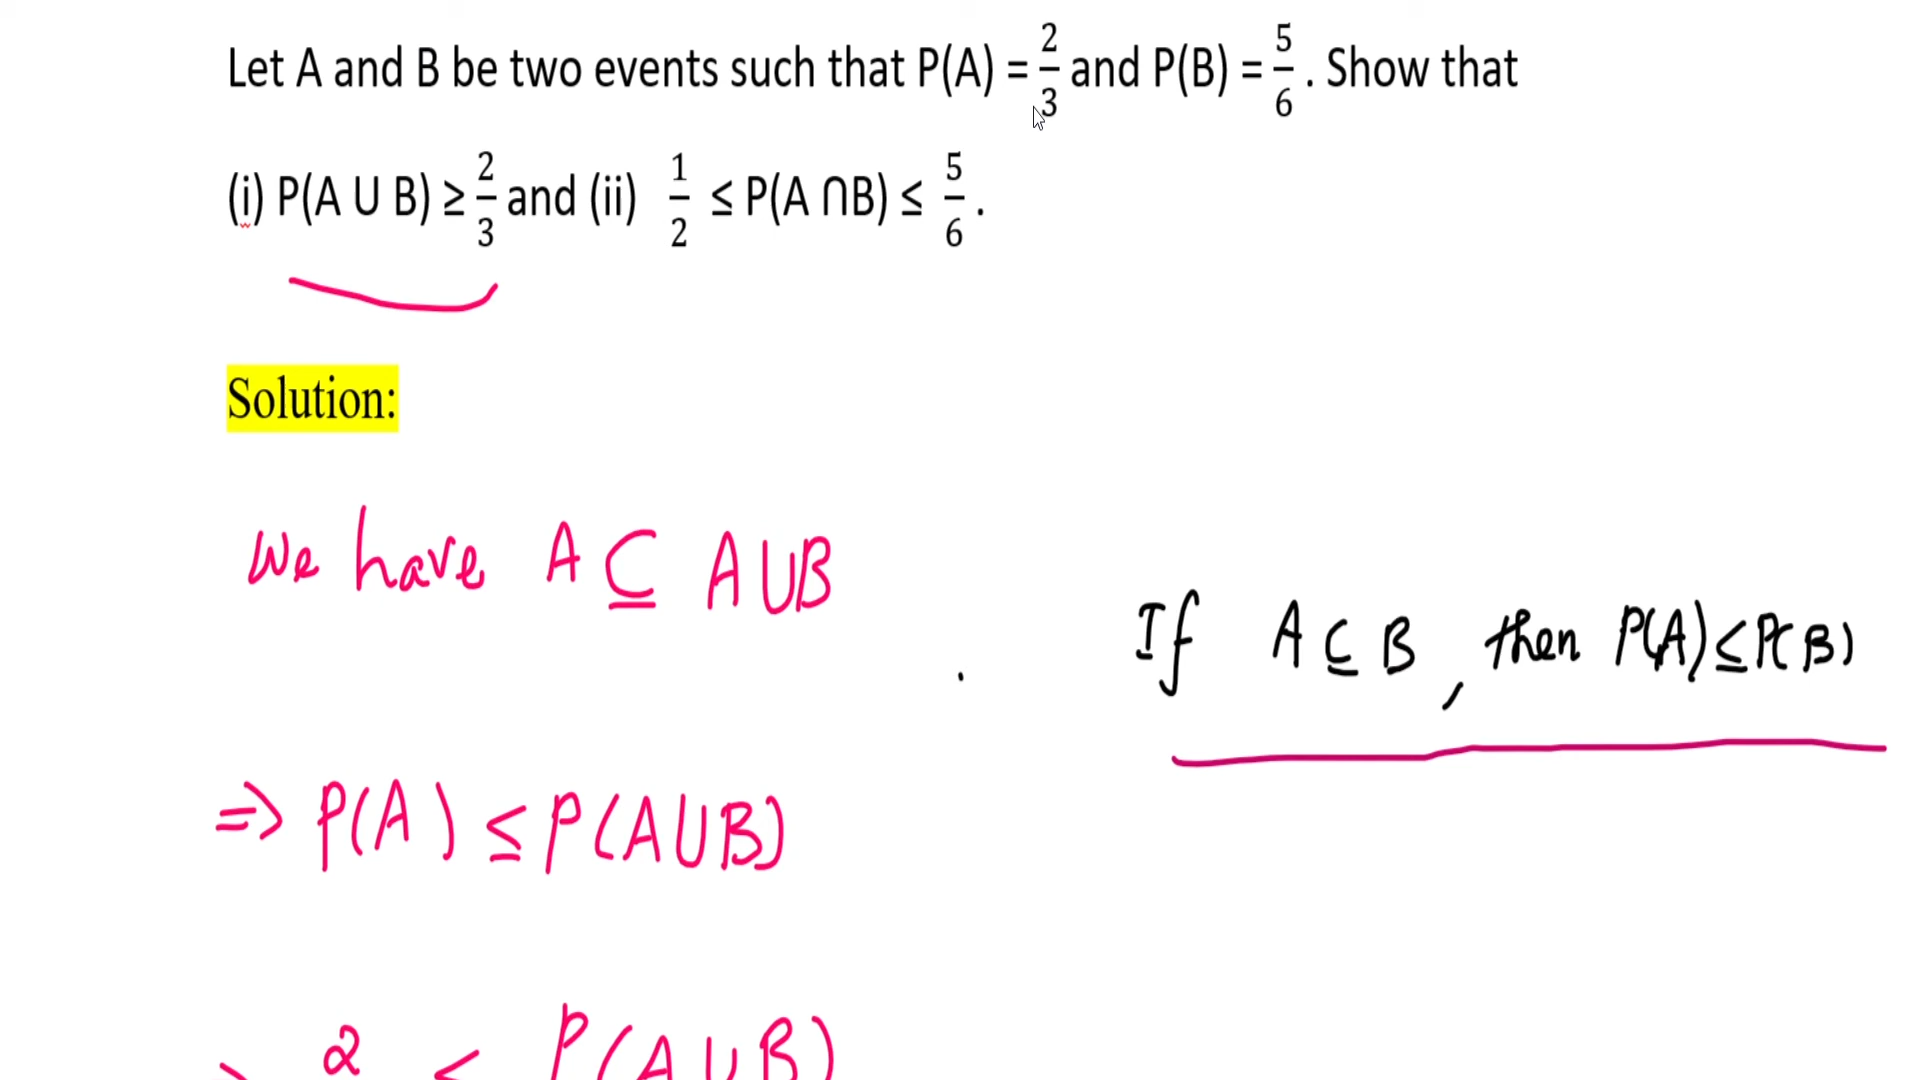 Let A and B be two events such that P(A) = 2/3 and P(B) = 5/6 . Show that
(i) P(A ∪ B) ≥ 2/3 and (ii) 1/2 ≤ P(A ∩B) ≤ 5/6 .
Solution:
We have A ⊆ A∪B
If A ⊆ B , then P(A) ≤ P(B)
⇒ P(A) ≤ P(A∪B)
⇒ 2 ≤ P(A∪B)